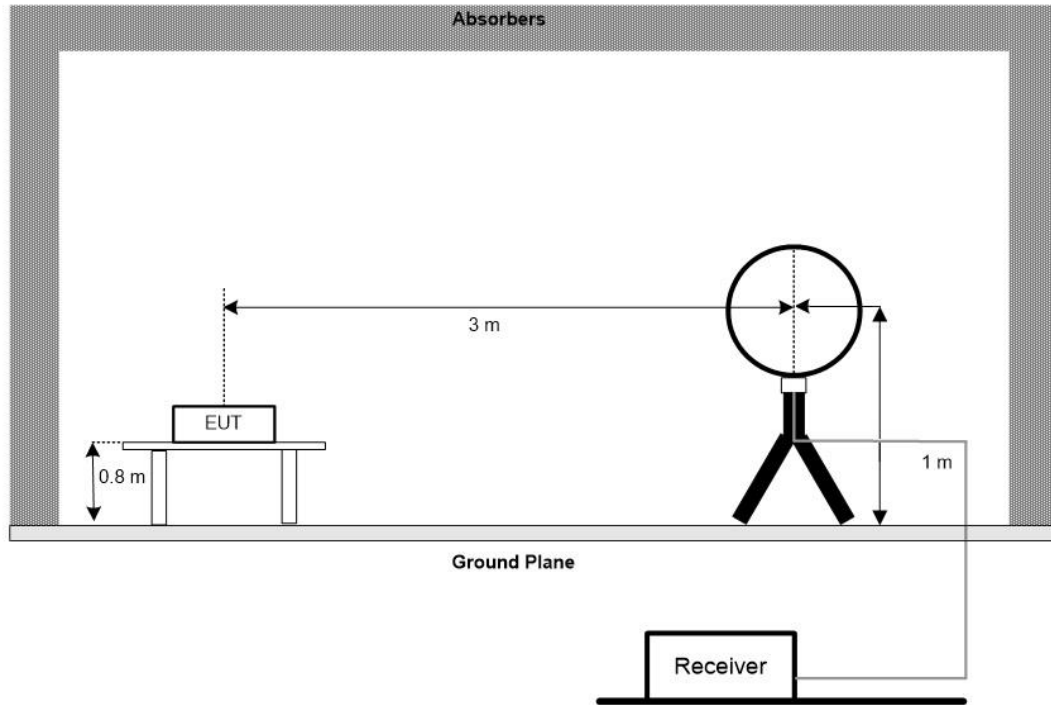 Absorbers
3 m
EUT
0.8 m
1 m
Ground Plane
Receiver